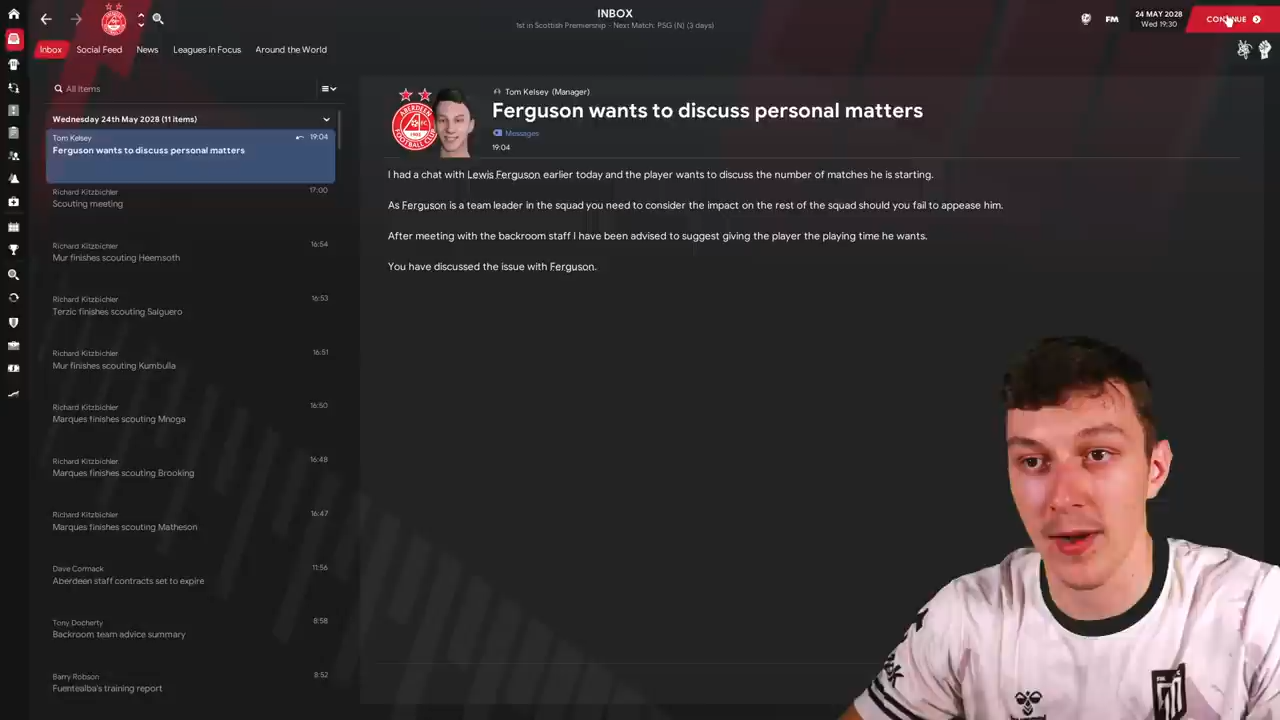 INBOX
1st in Scottish Premiership - Next Match: PSG (N) (3 days)
FM
24 MAY 2028
Wed 19:30
CONTINUE
Inbox
Social Feed
News
Leagues in Focus
Around the World
All Items
Wednesday 24th May 2028 (11 items)
Tom Kelsey
19:04
Ferguson wants to discuss personal matters
Richard Kitzbichler
17:00
Scouting meeting
Richard Kitzbichler
16:54
Mur finishes scouting Heemsoth
Richard Kitzbichler
16:53
Terzic finishes scouting Salguero
Richard Kitzbichler
16:51
Mur finishes scouting Kumbulla
Richard Kitzbichler
16:50
Marques finishes scouting Mnoga
Richard Kitzbichler
16:48
Marques finishes scouting Brooking
Richard Kitzbichler
16:47
Marques finishes scouting Matheson
Dave Cormack
11:56
Aberdeen staff contracts set to expire
Tony Docherty
8:58
Backroom team advice summary
Barry Robson
8:52
Fuentealba's training report
ABERDEEN
1903
FOOTBALL CLUB
Tom Kelsey (Manager)
Ferguson wants to discuss personal matters
Messages
19:04
I had a chat with Lewis Ferguson earlier today and the player wants to discuss the number of matches he is starting.
As Ferguson is a team leader in the squad you need to consider the impact on the rest of the squad should you fail to appease him.
After meeting with the backroom staff I have been advised to suggest giving the player the playing time he wants.
You have discussed the issue with Ferguson.